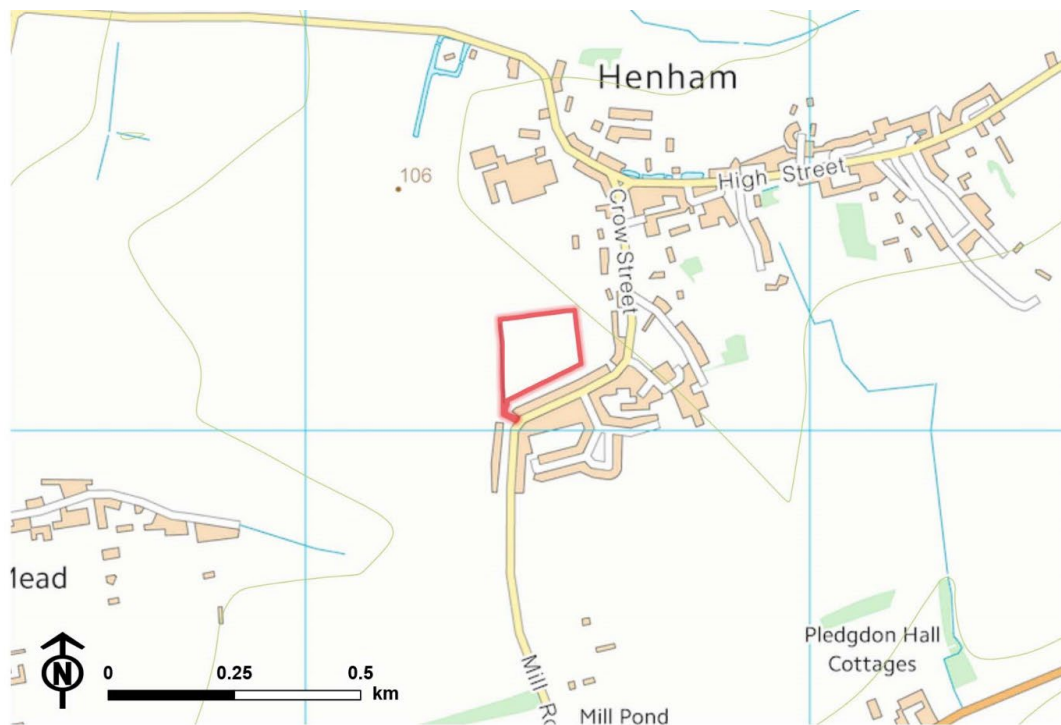 Henham
106
High Street
Crow Street
Mead
Pledgdon Hall
Cottages
N
0 0.25 0.5
km
Mill Ro
Mill Pond